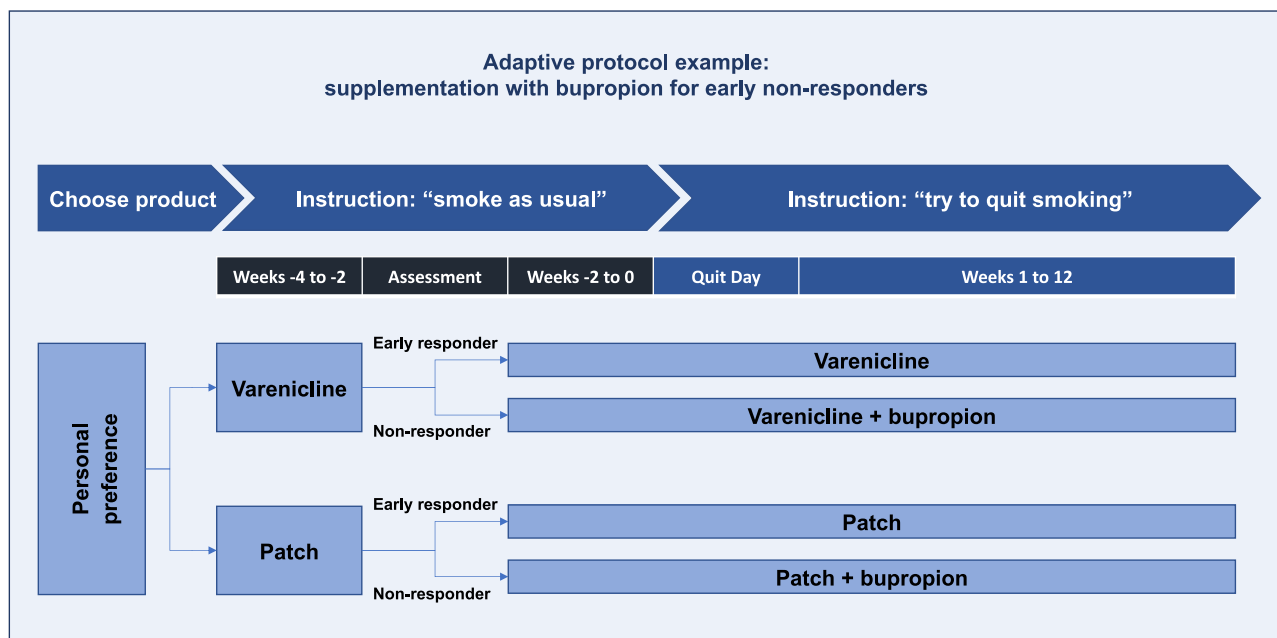 Adaptive protocol example:
supplementation with bupropion for early non-responders
Choose product
Instruction: “smoke as usual”
Instruction: “try to quit smoking”
Weeks -4 to -2
Assessment
Weeks -2 to 0
Quit Day
Weeks 1 to 12
Personal
preference
Varenicline
Early responder
Non-responder
Varenicline
Varenicline + bupropion
Patch
Early responder
Non-responder
Patch
Patch + bupropion